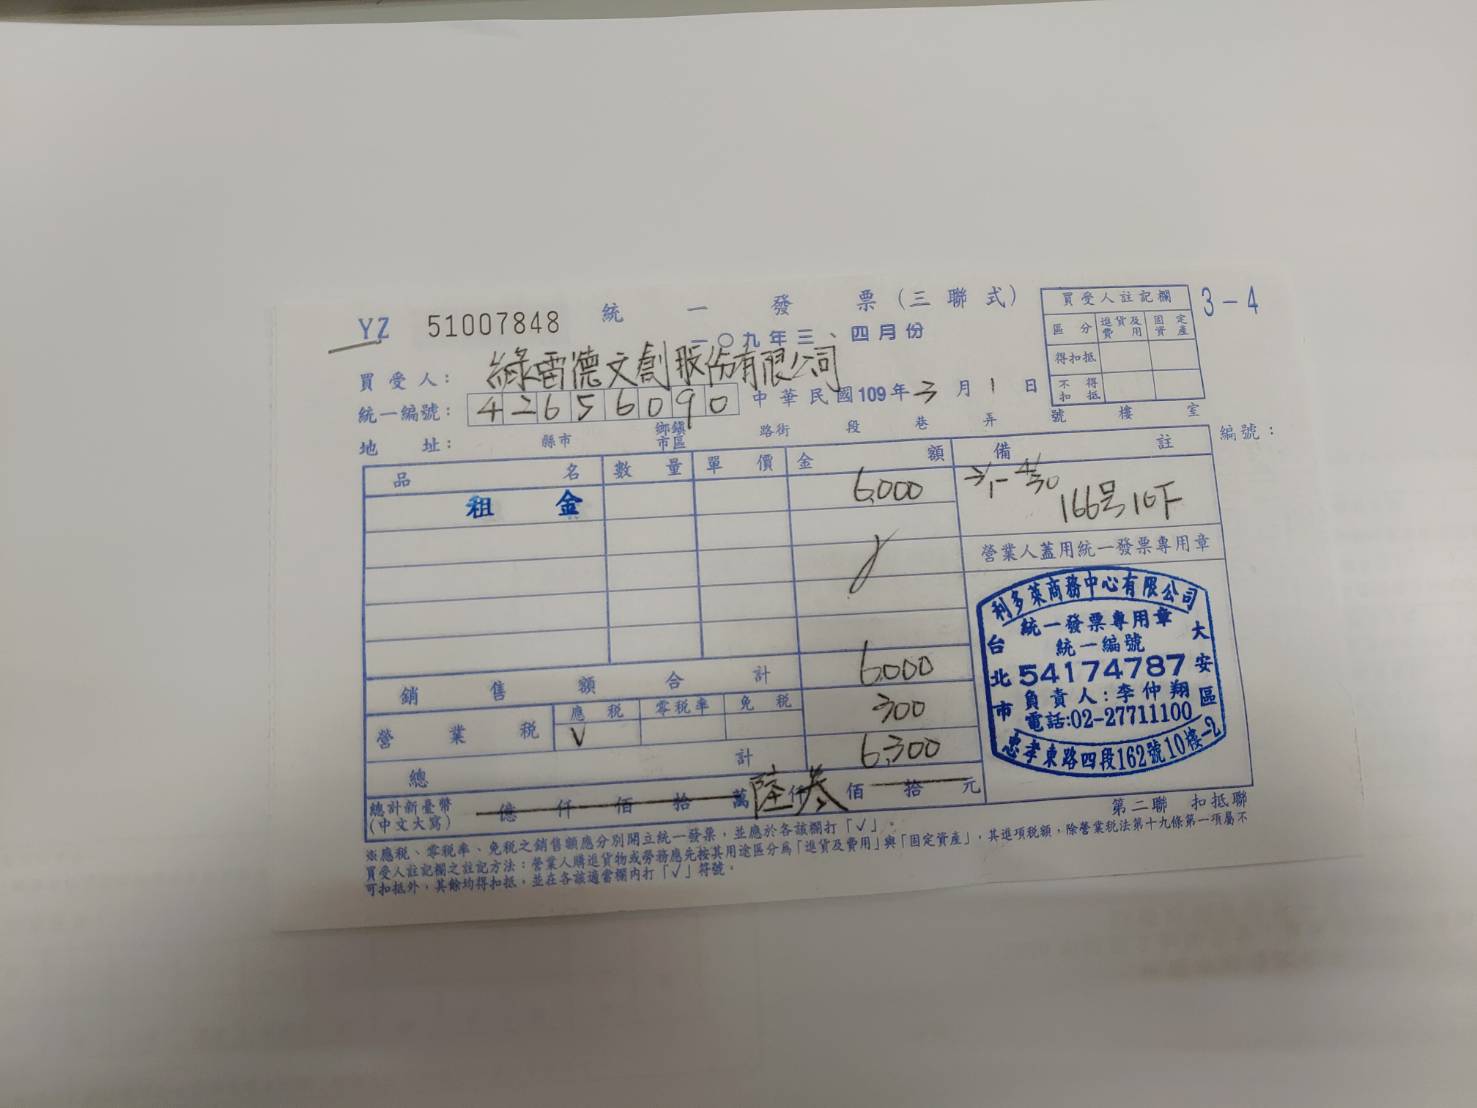 YZ 51007848 統一發票(三聯式) 3-4
一〇九年三、四月份
買受人註記欄
區分 進貨及費用 固定資產
得扣抵
不得扣抵
買受人: 綠雷德文創股份有限公司
統一編號: 42656090 中華民國109年3月1日
地址: 縣市 鄉鎮市區 路街 段 巷 弄 號 樓 室
編號:
品名 數量 單價 金額 備註
租金 6,000 3/1-4/30
166号10F
營業人蓋用統一發票專用章
利多萊商務中心有限公司
統一發票專用章
統一編號
54174787
負責人:李仲翔
電話:02-27711100
台北市 大安區
忠孝東路四段162號10樓-2
銷售額合計 6,000
營業稅 應稅 零稅率 免稅 300
V
總計 6,300
總計新臺幣(中文大寫) 億仟佰拾萬陸仟叁佰拾元
第二聯 扣抵聯
※應稅、零稅率、免稅之銷售額應分別開立統一發票,並應於各該欄打「√」。
買受人註記欄之註記方法:營業人購進貨物或勞務應先按其用途區分為「進貨及費用」與「固定資產」,其進項稅額,除營業稅法第十九條第一項屬不
可扣抵外,其餘均得扣抵,並在各該適當欄內打「√」符號。